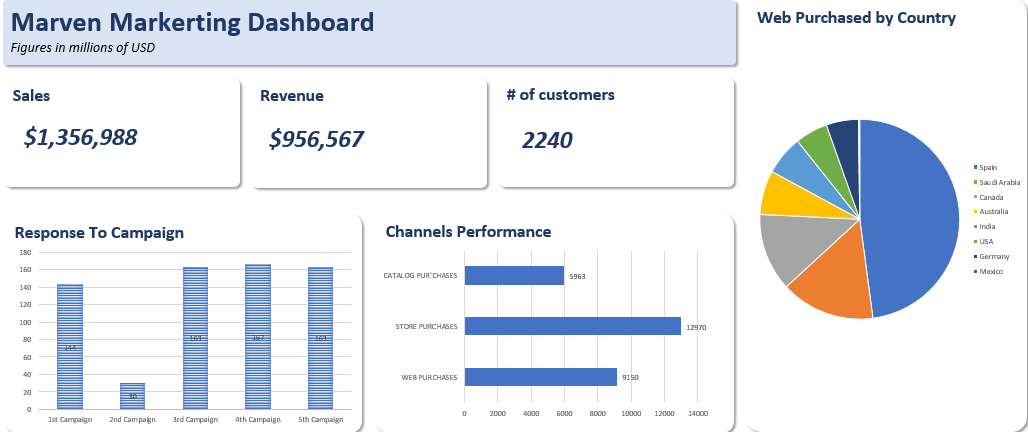 Marven Markerting Dashboard
Figures in millions of USD
Sales
$1,356,988
Revenue
$956,567
# of customers
2240
Web Purchased by Country
Spain
Saudi Arabia
Canada
Australia
India
USA
Germany
Mexico
Response To Campaign
180
160
140
120
100
80
60
40
20
0
144
30
163
167
163
1st Campaign
2nd Campaign
3rd Campaign
4th Campaign
5th Campaign
Channels Performance
CATALOG PUR`CHASES
5963
STORE PURCHASES
12970
WEB PURCHASES
9150
0
2000
4000
6000
8000
10000
12000
14000